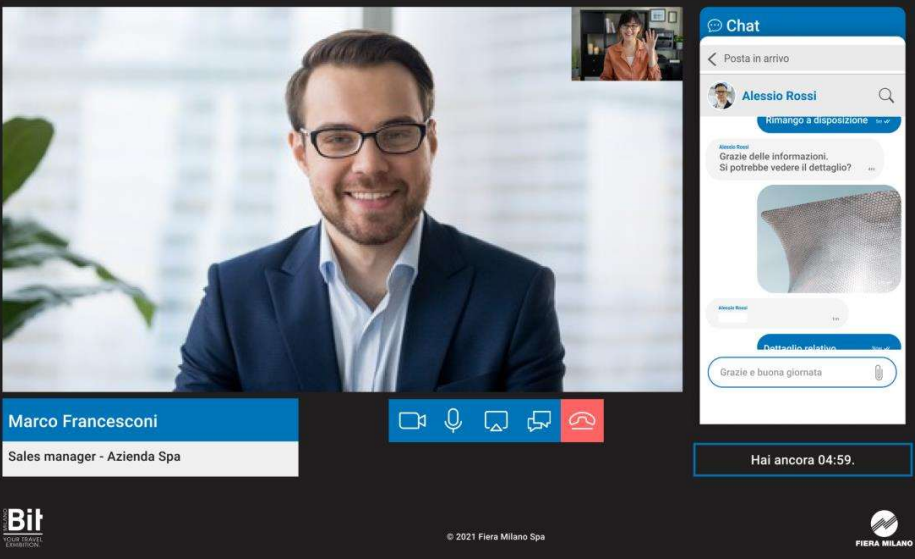 Chat
Posta in arrivo
Alessio Rossi
Rimango a disposizione
Alessio Rossi
Grazie delle informazioni.
Si potrebbe vedere il dettaglio?
Alessio Rossi
Dettaglio relativo
Grazie e buona giornata
Marco Francesconi
Sales manager - Azienda Spa
Hai ancora 04:59.
MILANO
Bit
YOUR TRAVEL
EXHIBITION.
© 2021 Fiera Milano Spa
FIERA MILANO